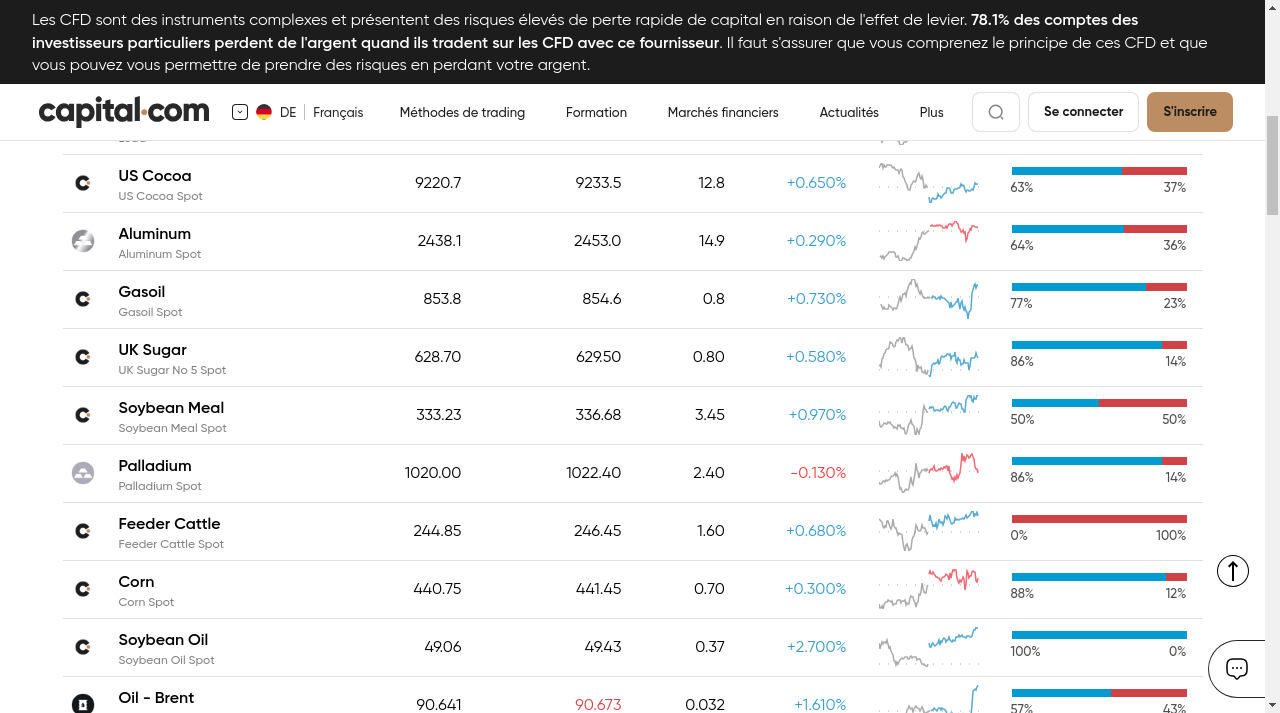 Les CFD sont des instruments complexes et présentent des risques élevés de perte rapide de capital en raison de l'effet de levier. 78.1% des comptes des
investisseurs particuliers perdent de l'argent quand ils tradent sur les CFD avec ce fournisseur. Il faut s'assurer que vous comprenez le principe de ces CFD et que
vous pouvez vous permettre de prendre des risques en perdant votre argent.
capital.com DE Français Méthodes de trading Formation Marchés financiers Actualités Plus Se connecter S'inscrire
US Cocoa 9220.7 9233.5 12.8 +0.650%
US Cocoa Spot 63% 37%
Aluminum 2438.1 2453.0 14.9 +0.290%
Aluminum Spot 64% 36%
Gasoil 853.8 854.6 0.8 +0.730%
Gasoil Spot 77% 23%
UK Sugar 628.70 629.50 0.80 +0.580%
UK Sugar No 5 Spot 86% 14%
Soybean Meal 333.23 336.68 3.45 +0.970%
Soybean Meal Spot 50% 50%
Palladium 1020.00 1022.40 2.40 -0.130%
Palladium Spot 86% 14%
Feeder Cattle 244.85 246.45 1.60 +0.680%
Feeder Cattle Spot 0% 100%
Corn 440.75 441.45 0.70 +0.300%
Corn Spot 88% 12%
Soybean Oil 49.06 49.43 0.37 +2.700%
Soybean Oil Spot 100% 0%
Oil - Brent 90.641 90.673 0.032 +1.610%
57% 43%